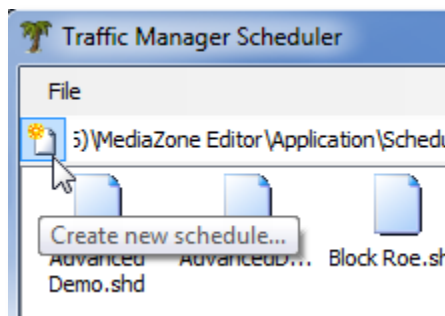 Traffic Manager Scheduler
File
5)\MediaZone Editor\Application\Schedu
Create new schedule...
Advanced AdvancedD... Block Roe.sh
Demo.shd